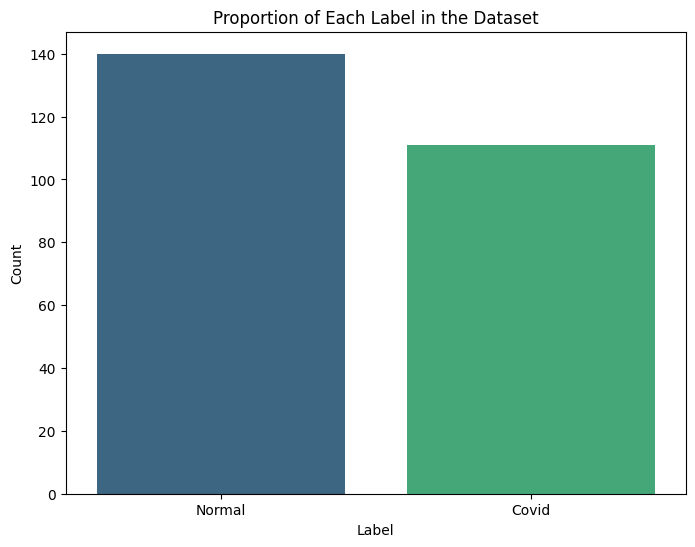 Proportion of Each Label in the Dataset
140
120
100
80
60
40
20
0
Count
Normal
Covid
Label